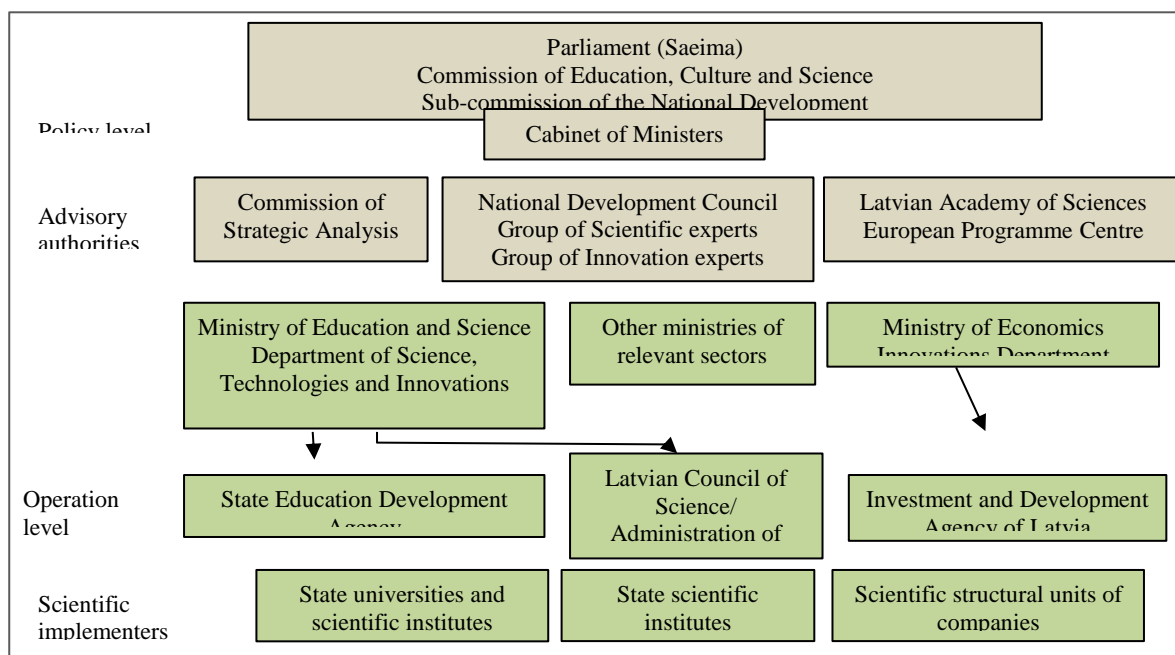 Parliament (Saeima)
Commission of Education, Culture and Science
Sub-commission of the National Development
Policy level
Cabinet of Ministers
Advisory
authorities
Commission of
Strategic Analysis
National Development Council
Group of Scientific experts
Group of Innovation experts
Latvian Academy of Sciences
European Programme Centre
Ministry of Education and Science
Department of Science,
Technologies and Innovations
Other ministries of
relevant sectors
Ministry of Economics
Innovations Department
Operation
level
State Education Development
Agency
Latvian Council of
Science/
Administration of
Investment and Development
Agency of Latvia
Scientific
implementers
State universities and
scientific institutes
State scientific
institutes
Scientific structural units of
companies